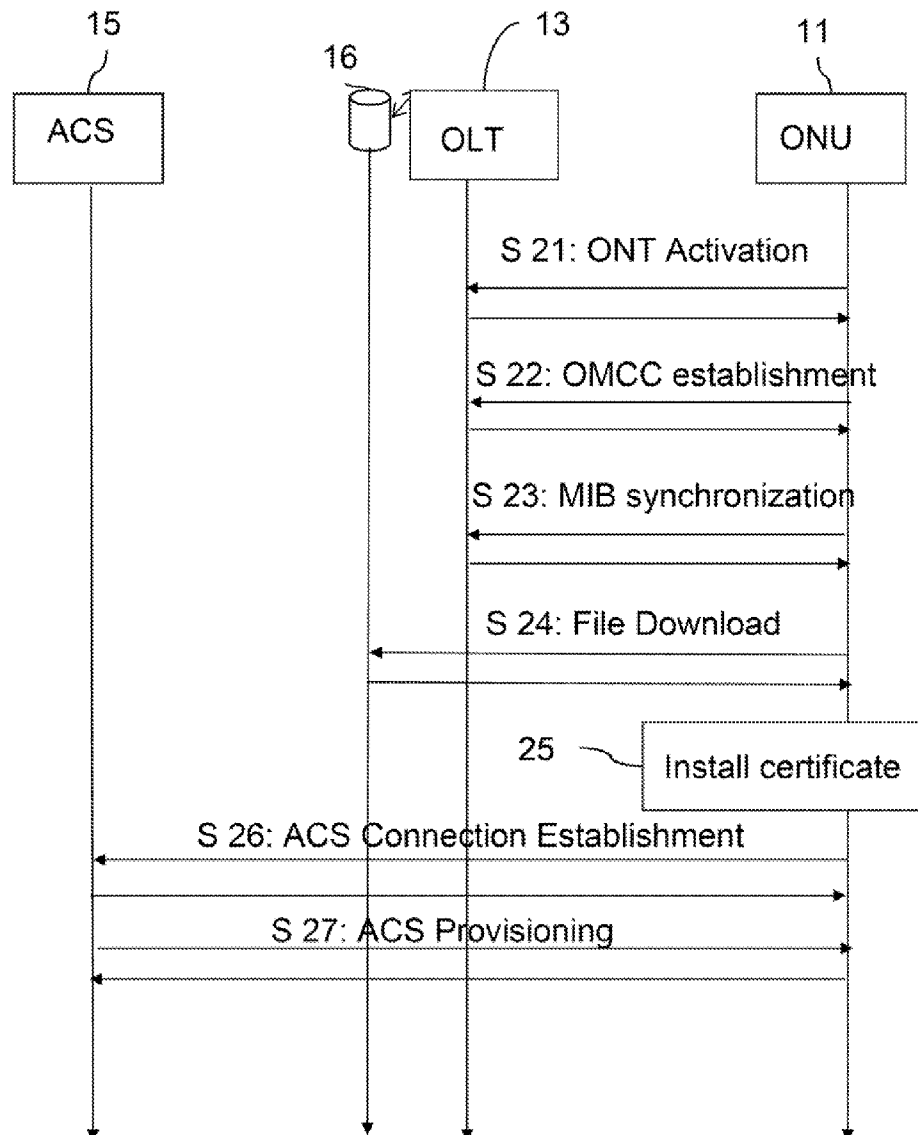 15
16
13
11
ACS
OLT
ONU
S 21: ONT Activation
S 22: OMCC establishment
S 23: MIB synchronization
S 24: File Download
25
Install certificate
S 26: ACS Connection Establishment
S 27: ACS Provisioning